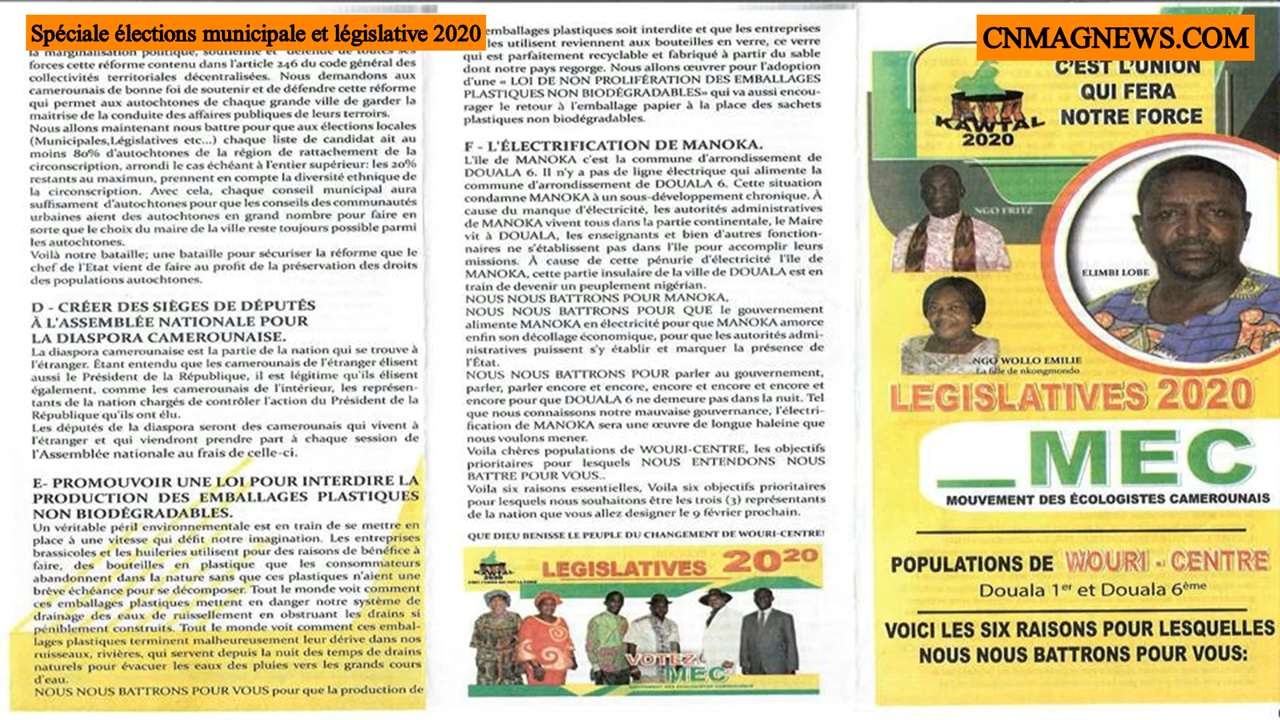 Spéciale élections municipale et législative 2020
CNMAGNEWS.COM
la marginalisation politique, soutienne et défende de toutes ses
forces cette réforme contenu dans l'article 246 du code général des
collectivités territoriales décentralisées. Nous demandons aux
camerounais de bonne foi de soutenir et de défendre cette réforme
qui permet aux autochtones de chaque grande ville de garder la
maitrise de la conduite des affaires publiques de leurs terroirs.
Nous allons maintenant nous battre pour que aux élections locales
(Municipales,Législatives etc...) chaque liste de candidat ait au
moins 80% d'autochtones de la région de rattachement de la
circonscription, arrondi le cas échéant à l'entier supérieur: les 20%
restants au maximun, prennent en compte la diversité ethnique de
la circonscription. Avec cela, chaque conseil municipal aura
suffisament d'autochtones pour que les conseils des communautés
urbaines aient des autochtones en grand nombre pour faire en
sorte que le choix du maire de la ville reste toujours possible parmi
les autochtones.
Voilà notre bataille; une bataille pour sécuriser la réforme que le
chef de l'Etat vient de faire au profit de la préservation des droits
des populations autochtones.
D - CRÉER DES SIÈGES DE DÉPUTÉS
À L'ASSEMBLÉE NATIONALE POUR
LA DIASPORA CAMEROUNAISE.
La diaspora camerounaise est la partie de la nation qui se trouve à
l'étranger. Étant entendu que les camerounais de l'étranger élisent
aussi le Président de la République, il est légitime qu'ils élisent
également, comme les camerounais de l'intérieur, les représen-
tants de la nation chargés de contrôler l'action du Président de la
République qu'ils ont élu.
Les députés de la diaspora seront des camerounais qui vivent à
l'étranger et qui viendront prendre part à chaque session de
l'Assemblée nationale au frais de celle-ci.
E- PROMOUVOIR UNE LOI POUR INTERDIRE LA
PRODUCTION DES EMBALLAGES PLASTIQUES
NON BIODÉGRADABLES.
Un véritable péril environnementale est en train de se mettre en
place à une vitesse qui défit notre imagination. Les entreprises
brassicoles et les huileries utilisent pour des raisons de bénéfice à
faire, des bouteilles en plastique que les consommateurs
abandonnent dans la nature sans que ces plastiques n'aient une
brève échéance pour se décomposer. Tout le monde voit comment
ces emballages plastiques mettent en danger notre système de
drainage des eaux de ruissellement en obstruant les drains si
péniblement construits. Tout le monde voit comment ces embal-
lages plastiques terminent malheureusement leur dérive dans nos
ruisseaux, rivières, qui servent depuis la nuit des temps de drains
naturels pour évacuer les eaux des pluies vers les grands cours
d'eau.
NOUS NOUS BATTRONS POUR VOUS pour que la production de
emballages plastiques soit interdite et que les entreprises
les utilisent reviennent aux bouteilles en verre, ce verre
qui est parfaitement recyclable et fabriqué à partir du sable
dont notre pays regorge. Nous allons œuvrer pour l'adoption
d'une « LOI DE NON PROLIFÉRATION DES EMBALLAGES
PLASTIQUES NON BIODÉGRADABLES» qui va aussi encou-
rager le retour à l'emballage papier à la place des sachets
plastiques non biodégradables.
F - L'ÉLECTRIFICATION DE MANOKA.
L'île de MANOKA c'est la commune d'arrondissement de
DOUALA 6. Il n'y a pas de ligne électrique qui alimente la
commune d'arrondissement de DOUALA 6. Cette situation
condamne MANOKA à un sous-développement chronique. À
cause du manque d'électricité, les autorités administratives
de MANOKA vivent tous dans la partie continentale, le Maire
vit à DOUALA, les enseignants et bien d'autres fonction-
naires ne s'établissent pas dans l'île pour accomplir leurs
missions. À cause de cette pénurie d'électricité l'île de
MANOKA, cette partie insulaire de la ville de DOUALA est en
train de devenir un peuplement nigérian.
NOUS NOUS BATTRONS POUR MANOKA,
NOUS NOUS BATTRONS POUR QUE le gouvernement
alimente MANOKA en électricité pour que MANOKA amorce
enfin son décollage économique, pour que les autorités admi-
nistratives puissent s'y établir et marquer la présence de
l'État.
NOUS NOUS BATTRONS POUR parler au gouvernement,
parler, parler encore et encore, encore et encore et encore et
encore pour que DOUALA 6 ne demeure pas dans la nuit. Tel
que nous connaissons notre mauvaise gouvernance, l'électri-
fication de MANOKA sera une œuvre de longue haleine que
nous voulons mener.
Voila chères populations de WOURI-CENTRE, les objectifs
prioritaires pour lesquels NOUS ENTENDONS NOUS
BATTRE POUR VOUS..
Voila six raisons essentielles, Voila six objectifs prioritaires
pour lesquels nous souhaitons être les trois (3) représentants
de la nation que vous allez designer le 9 février prochain.
QUE DIEU BENISSE LE PEUPLE DU CHANGEMENT DE WOURI-CENTRE!
KAWTAL
2020
LEGISLATIVES 2020
VOTEZ!
MEC
MOUVEMENT DES ÉCOLOGISTES CAMEROUNAIS
C'EST L'UNION
QUI FERA
NOTRE FORCE
KAWTAL
2020
NGO FRITZ
ELIMBI LOBE
NGO WOLLO EMILIE
La fille de nkongmondo
LEGISLATIVES 2020
MEC
MOUVEMENT DES ÉCOLOGISTES CAMEROUNAIS
POPULATIONS DE WOURI - CENTRE
Douala 1er et Douala 6ème
VOICI LES SIX RAISONS POUR LESQUELLES
NOUS NOUS BATTRONS POUR VOUS: